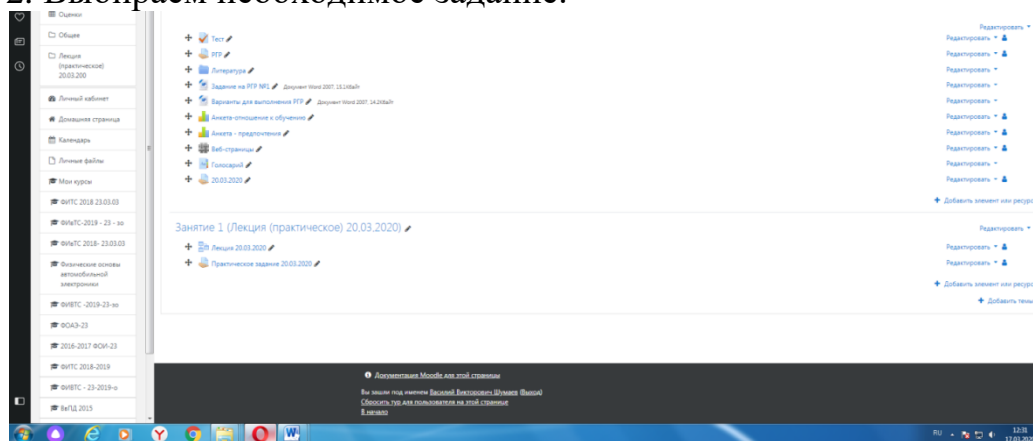 2. Выбираем необходимое задание.
Оценки
Общее
Лекция
(практическое)
20.03.200
Личный кабинет
Домашняя страница
Календарь
Личные файлы
Мои курсы
ФИТС 2018 23.03.03
ФИвТС-2019 - 23 - зо
ФИвТС 2018- 23.03.03
Физические основы
автомобильной
электроники
ФИВТС -2019-23-зо
ФОАЭ-23
2016-2017 ФОИ-23
ФИТС 2018-2019
ФИВТС - 23-2019-о
ВвПД 2015
Редактировать
Тест Редактировать
РГР Редактировать
Литература Редактировать
Задание на РГР №1 Документ Word 2007, 13.1Кбайт Редактировать
Варианты для выполнения РГР Документ Word 2007, 14.2Кбайт Редактировать
Анкета-отношение к обучению Редактировать
Анкета - предпочтения Редактировать
Веб-страницы Редактировать
Голосарий Редактировать
20.03.2020 Редактировать
Добавить элемент или ресурс
Занятие 1 (Лекция (практическое) 20.03.2020) Редактировать
Лекция 20.03.2020 Редактировать
Практическое задание 20.03.2020 Редактировать
Добавить элемент или ресурс
Добавить темы
Документация Moodle для этой страницы
Вы зашли под именем Василий Викторович Шумаев (Выход)
Сбросить тур для пользователя на этой странице
В начало
RU 12:31